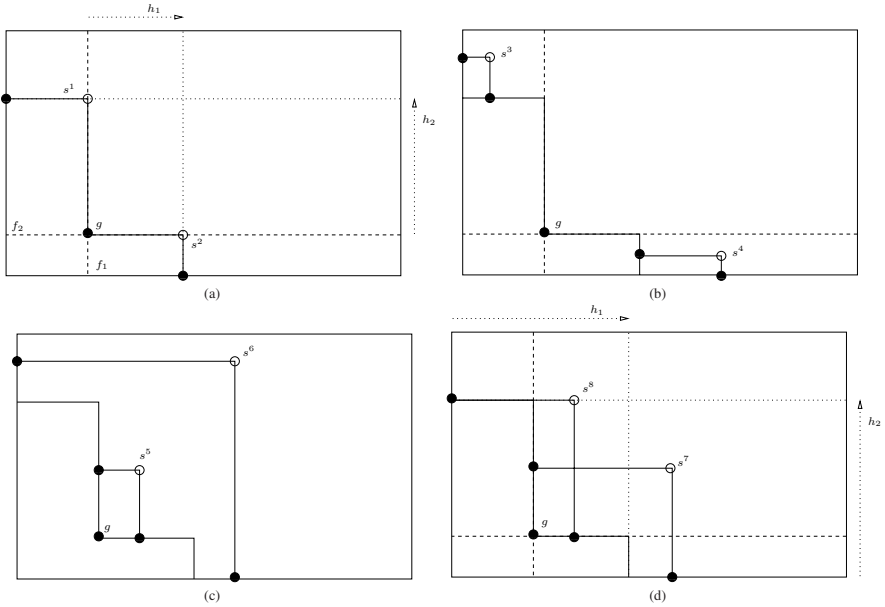 h₁
s¹
h₂
g
f₂
s²
f₁
(a)
s³
g
s⁴
(b)
s⁶
s⁵
g
(c)
h₁
s⁸
h₂
s⁷
g
(d)